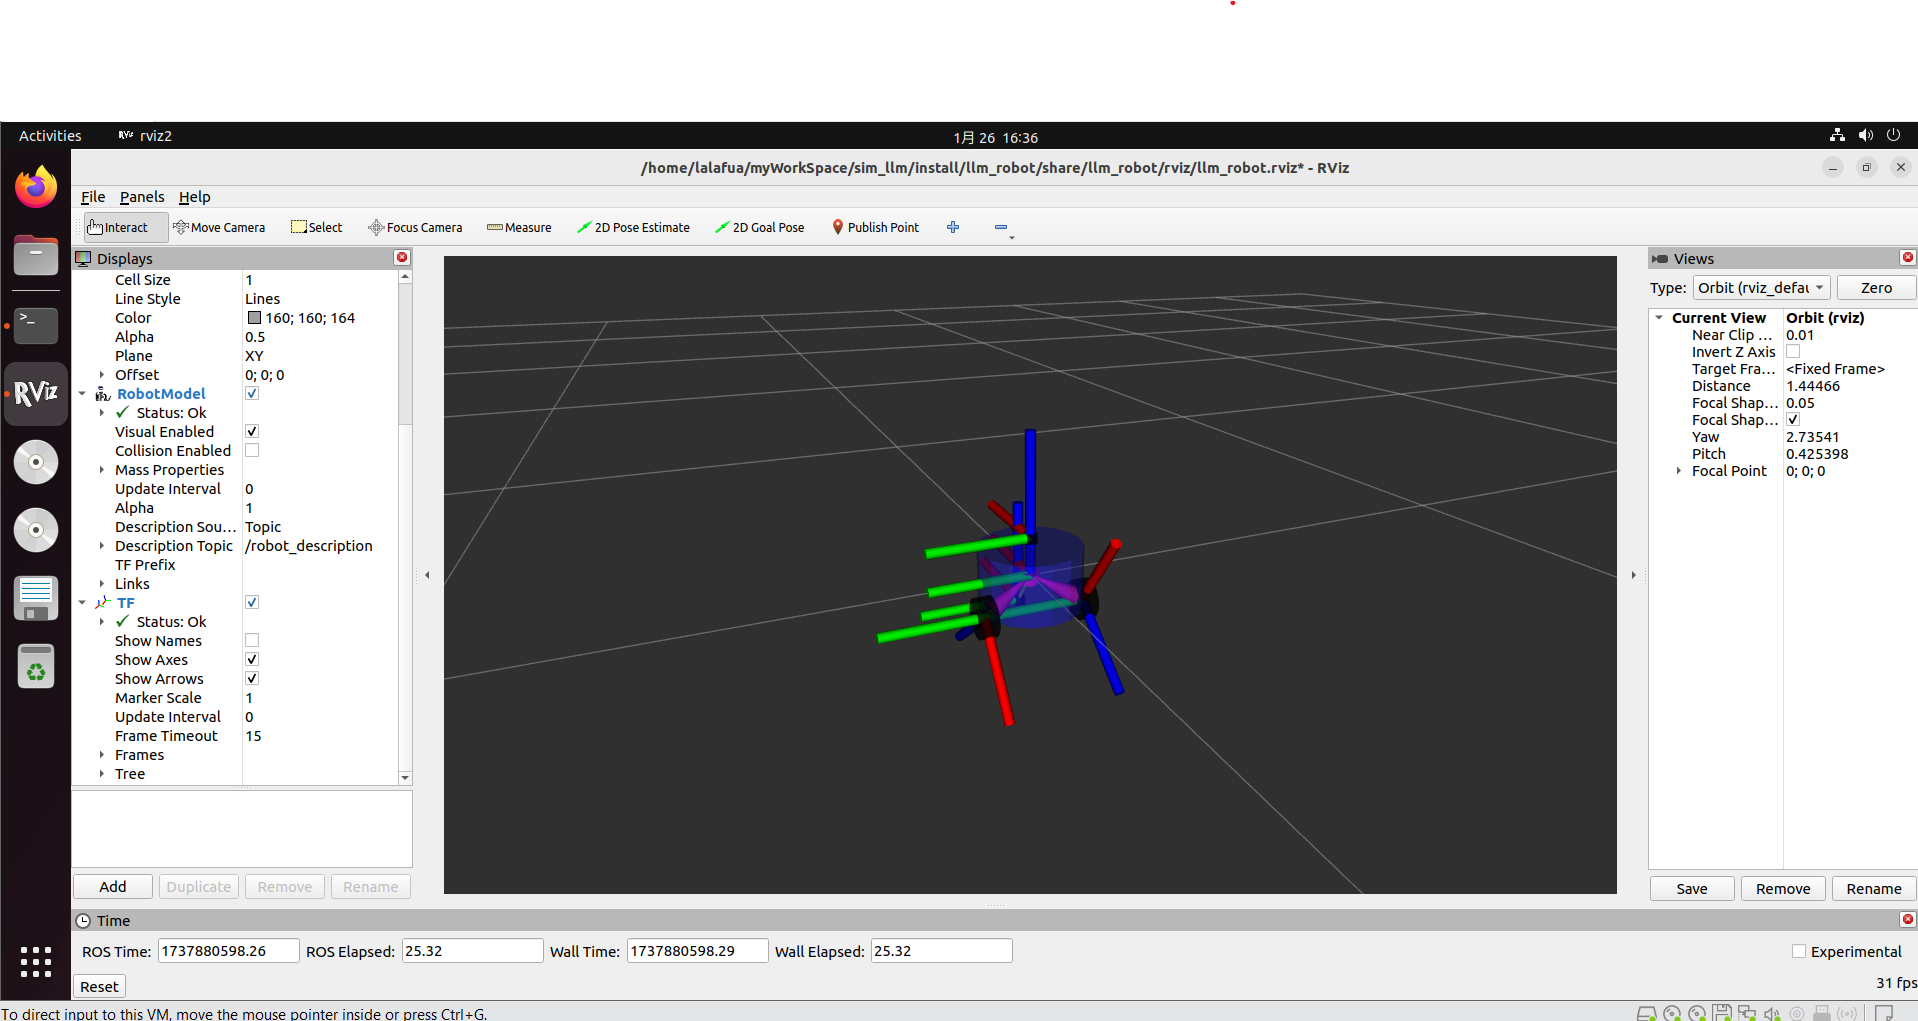 Activities
RViz rviz2
1月 26 16:36
/home/lalafua/myWorkSpace/sim_llm/install/llm_robot/share/llm_robot/rviz/llm_robot.rviz* - RViz
File Panels Help
Interact Move Camera Select Focus Camera Measure 2D Pose Estimate 2D Goal Pose Publish Point
RViz
Displays
Cell Size 1
Line Style Lines
Color 160; 160; 164
Alpha 0.5
Plane XY
Offset 0; 0; 0
RobotModel
Status: Ok
Visual Enabled
Collision Enabled
Mass Properties
Update Interval 0
Alpha 1
Description Sou... Topic
Description Topic /robot_description
TF Prefix
Links
TF
Status: Ok
Show Names
Show Axes
Show Arrows
Marker Scale 1
Update Interval 0
Frame Timeout 15
Frames
Tree
Add Duplicate Remove Rename
Views
Type: Orbit (rviz_defau Zero
Current View Orbit (rviz)
Near Clip ... 0.01
Invert Z Axis
Target Fra... <Fixed Frame>
Distance 1.44466
Focal Shap... 0.05
Focal Shap...
Yaw 2.73541
Pitch 0.425398
Focal Point 0; 0; 0
Save Remove Rename
Time
ROS Time: 1737880598.26 ROS Elapsed: 25.32 Wall Time: 1737880598.29 Wall Elapsed: 25.32 Experimental
Reset 31 fps
To direct input to this VM, move the mouse pointer inside or press Ctrl+G.